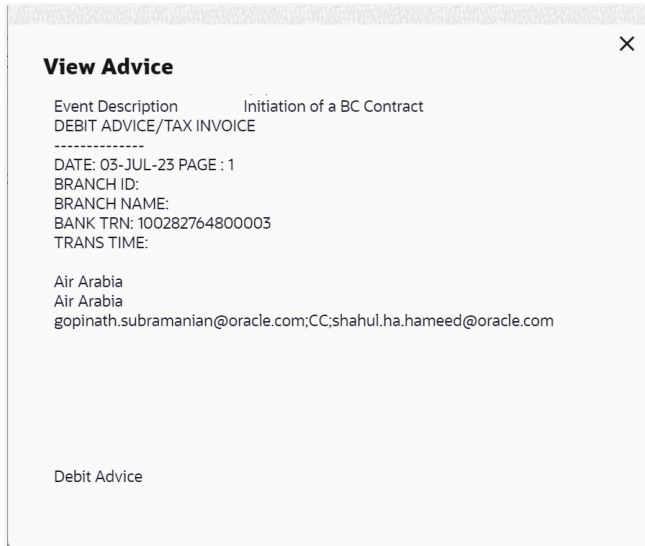 View Advice
Event Description Initiation of a BC Contract
DEBIT ADVICE/TAX INVOICE
--------------
DATE: 03-JUL-23 PAGE : 1
BRANCH ID:
BRANCH NAME:
BANK TRN: 100282764800003
TRANS TIME:
Air Arabia
Air Arabia
gopinath.subramanian@oracle.com;CC;shahul.ha.hameed@oracle.com
Debit Advice